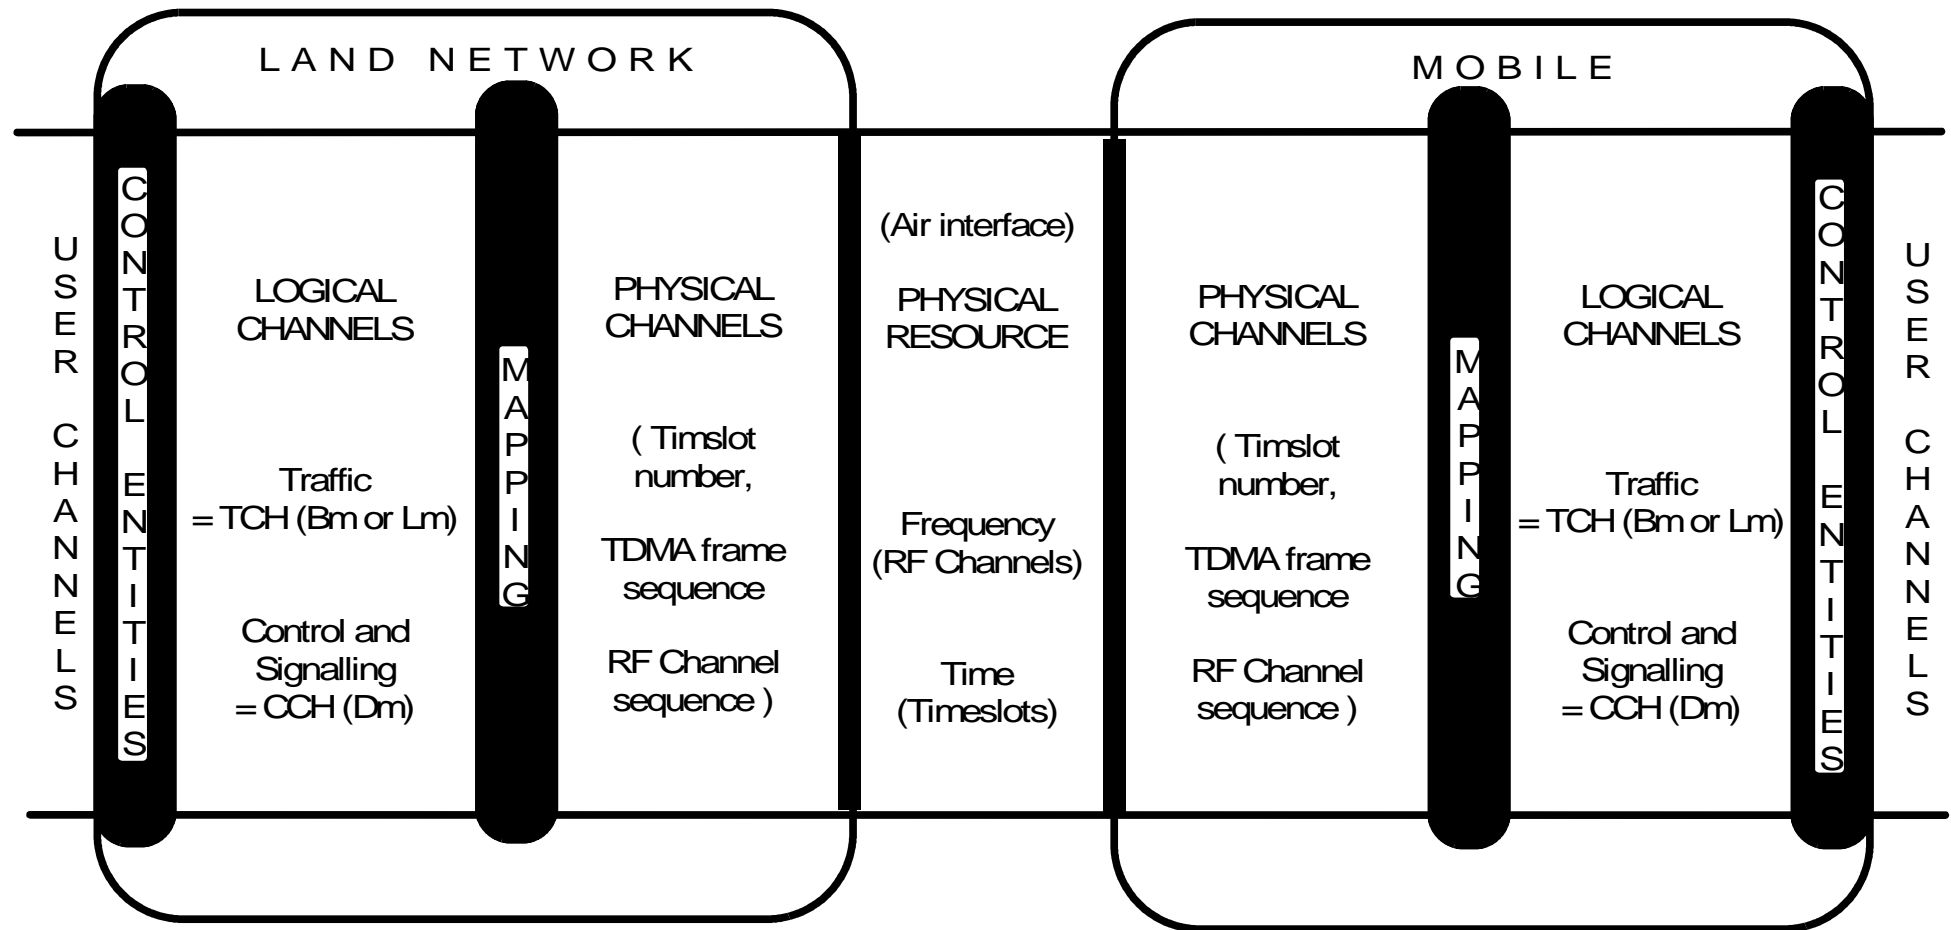 LAND NETWORK
MOBILE
USER CHANNELS
CONTROL ENTITIES
LOGICAL
CHANNELS
Traffic
= TCH (Bm or Lm)
Control and
Signalling
= CCH (Dm)
MAPPING
PHYSICAL
CHANNELS
( Timslot
number,
TDMA frame
sequence
RF Channel
sequence )
(Air interface)
PHYSICAL
RESOURCE
Frequency
(RF Channels)
Time
(Timeslots)
PHYSICAL
CHANNELS
( Timslot
number,
TDMA frame
sequence
RF Channel
sequence )
MAPPING
LOGICAL
CHANNELS
Traffic
= TCH (Bm or Lm)
Control and
Signalling
= CCH (Dm)
CONTROL ENTITIES
USER CHANNELS